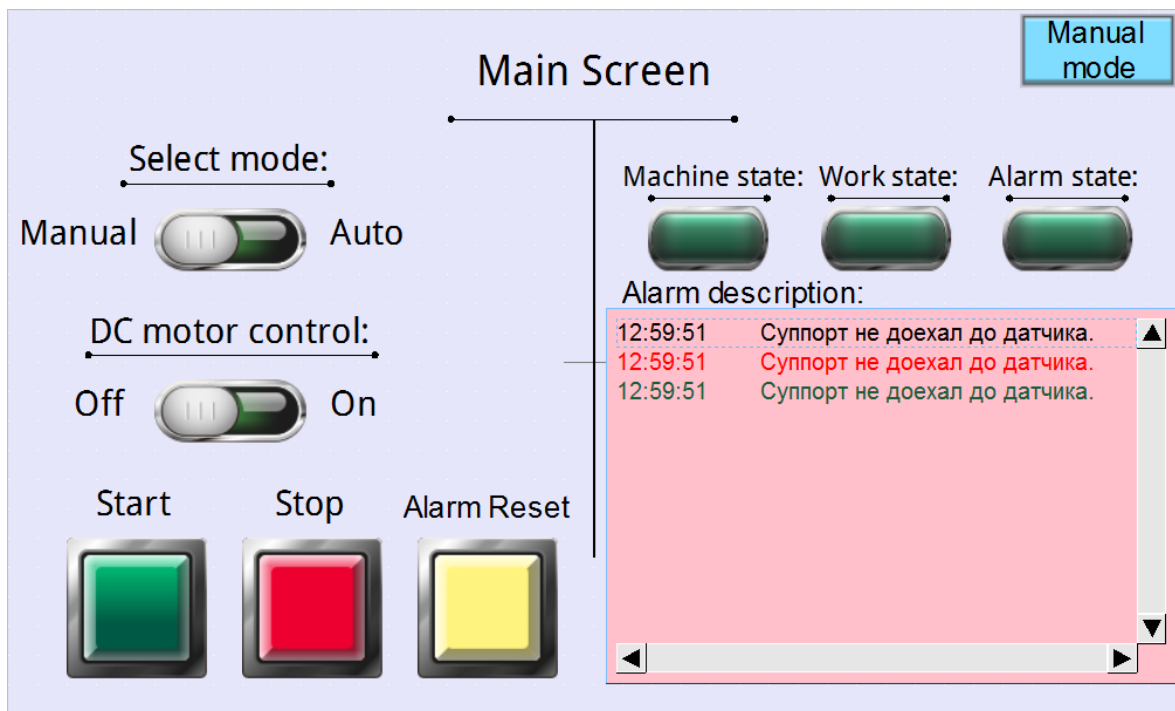 Manual
mode
Main Screen
Select mode:
Manual Auto
DC motor control:
Off On
Start Stop Alarm Reset
Machine state: Work state: Alarm state:
Alarm description:
12:59:51 Суппорт не доехал до датчика.
12:59:51 Суппорт не доехал до датчика.
12:59:51 Суппорт не доехал до датчика.